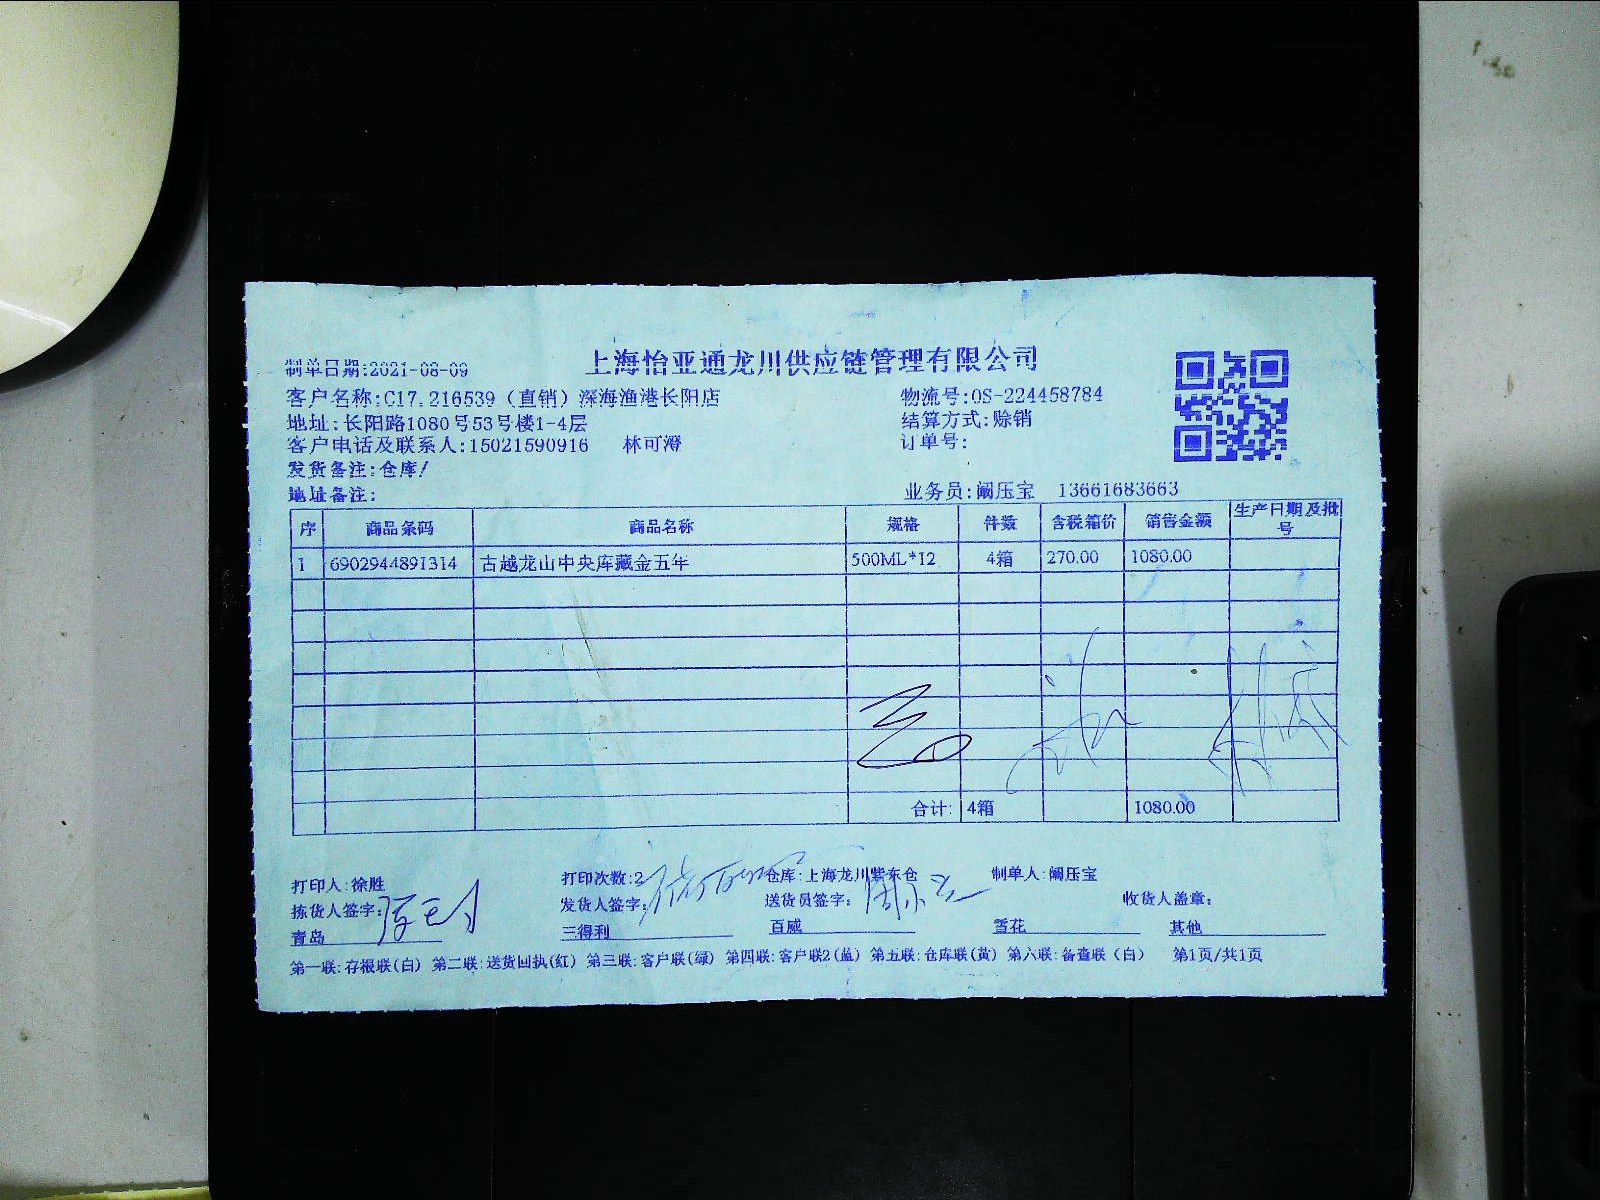 上海怡亚通龙川供应链管理有限公司
制单日期:2021-08-09
客户名称:C17.216539（直销）深海渔港长阳店 物流号:OS-224458784
地址:长阳路1080号53号楼1-4层 结算方式:赊销
客户电话及联系人:15021590916 林可澄 订单号:
发货备注:仓库/
地址备注: 业务员:阚压宝 13661683663
序 商品条码 商品名称 规格 件数 含税箱价 销售金额 生产日期及批号
1 6902944891314 古越龙山中央库藏金五年 500ML*12 4箱 270.00 1080.00
合计: 4箱 1080.00
打印人:徐胜 打印次数:2 仓库:上海龙川紫东仓 制单人:阚压宝
拣货人签字: 发货人签字: 送货员签字: 收货人盖章:
青岛 三得利 百威 雪花 其他
第一联:存根联(白) 第二联:送货回执(红) 第三联:客户联(绿) 第四联:客户联2(蓝) 第五联:仓库联(黄) 第六联:备查联（白） 第1页/共1页